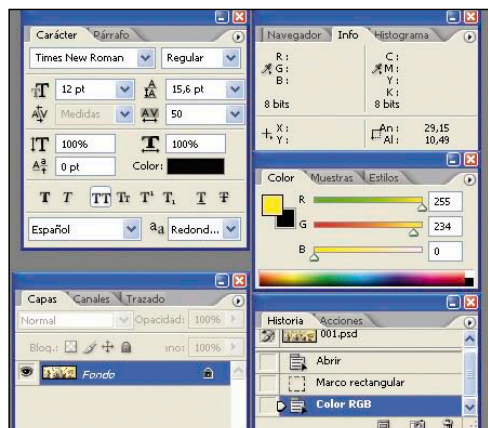 Carácter Párrafo
Times New Roman Regular
12 pt 15,6 pt
Medidas 50
100% 100%
0 pt Color:
T T TT Tr T¹ T₁ T T
Español aa Redond...
Navegador Info Histograma
R : C :
G : M :
B : Y :
K :
8 bits 8 bits
X : An : 29,15
Y : Al : 10,49
Color Muestras Estilos
R 255
G 234
B 0
Capas Canales Trazado
Normal Opacidad: 100%
Bloq.: 100%
Fondo
Historia Acciones
001.psd
Abrir
Marco rectangular
Color RGB